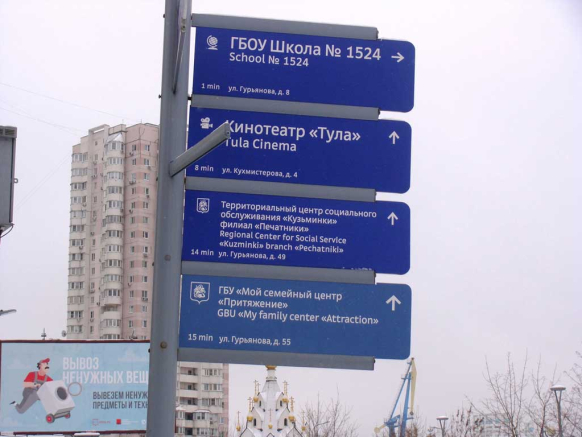 ГБОУ Школа № 1524
School № 1524
1 min ул. Гурьянова, д. 8
Кинотеатр «Тула»
Tula Cinema
8 min ул. Кухмистерова, д. 4
Территориальный центр социального
обслуживания «Кузьминки»
филиал «Печатники»
Regional Center for Social Service
«Kuzminki» branch «Pechatniki»
14 min ул. Гурьянова, д. 49
ГБУ «Мой семейный центр
«Притяжение»
GBU «My family center «Attraction»
15 min ул. Гурьянова, д. 55
ВЫВОЗ
НЕНУЖНЫХ ВЕЩ
ВЫВЕЗЕМ НЕНУЖ
ПРЕДМЕТЫ И ТЕХ